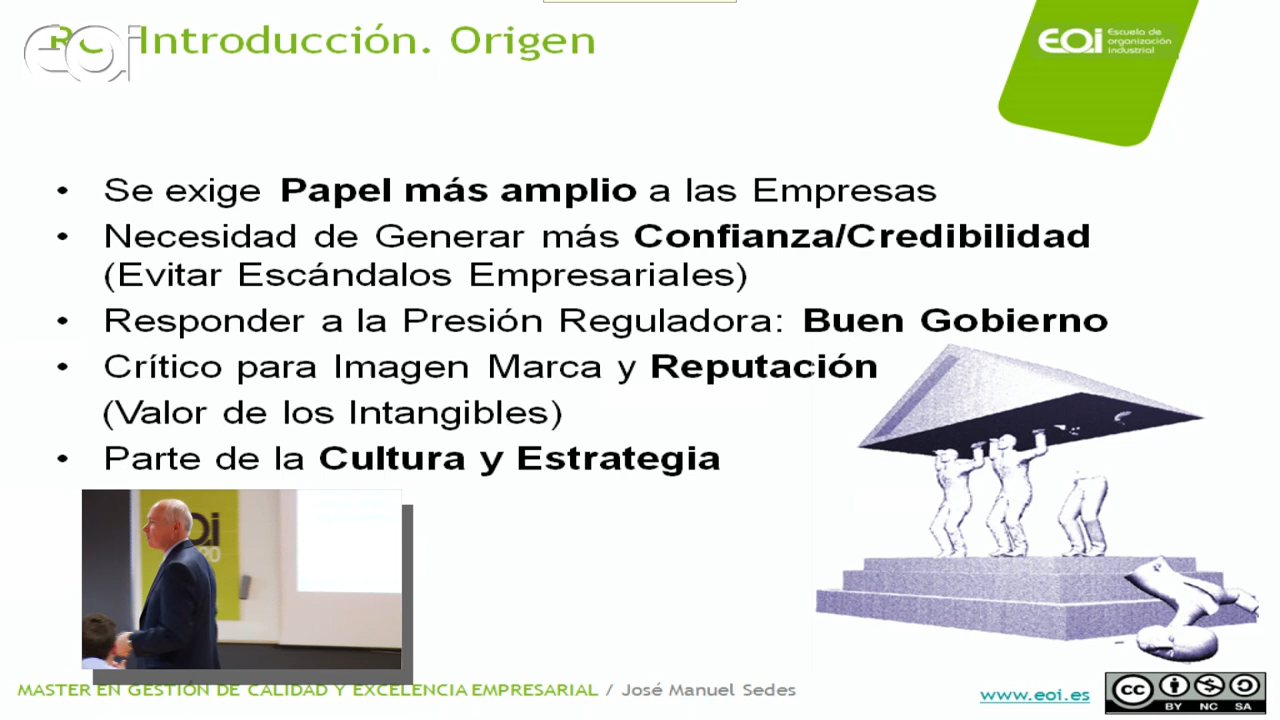 Introducción. Origen
eoi
EOI Escuela de
organización
industrial
• Se exige Papel más amplio a las Empresas
• Necesidad de Generar más Confianza/Credibilidad
(Evitar Escándalos Empresariales)
• Responder a la Presión Reguladora: Buen Gobierno
• Crítico para Imagen Marca y Reputación
(Valor de los Intangibles)
• Parte de la Cultura y Estrategia
MASTER EN GESTIÓN DE CALIDAD Y EXCELENCIA EMPRESARIAL / José Manuel Sedes
www.eoi.es
cc
BY NC SA